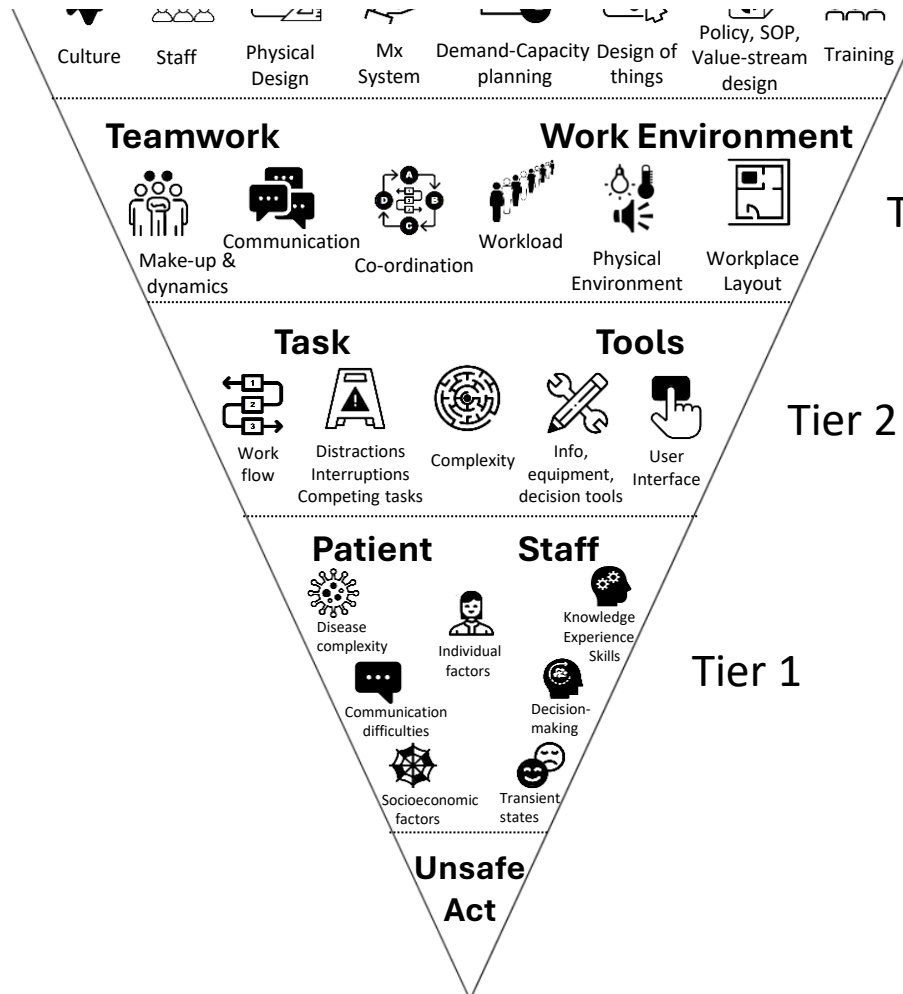 Culture
Staff
Physical
Design
Mx
System
Demand-Capacity
planning
Design of
things
Policy, SOP,
Value-stream
design
Training
Teamwork
Work Environment
T
A
B
C
D
Make-up &
dynamics
Communication
Co-ordination
Workload
Physical
Environment
Workplace
Layout
Task
Tools
1
2
3
Work
flow
Distractions
Interruptions
Competing tasks
Complexity
Info,
equipment,
decision tools
User
Interface
Tier 2
Patient
Staff
Disease
complexity
Individual
factors
Knowledge
Experience
Skills
Communication
difficulties
Decision-
making
Socioeconomic
factors
Transient
states
Tier 1
Unsafe
Act